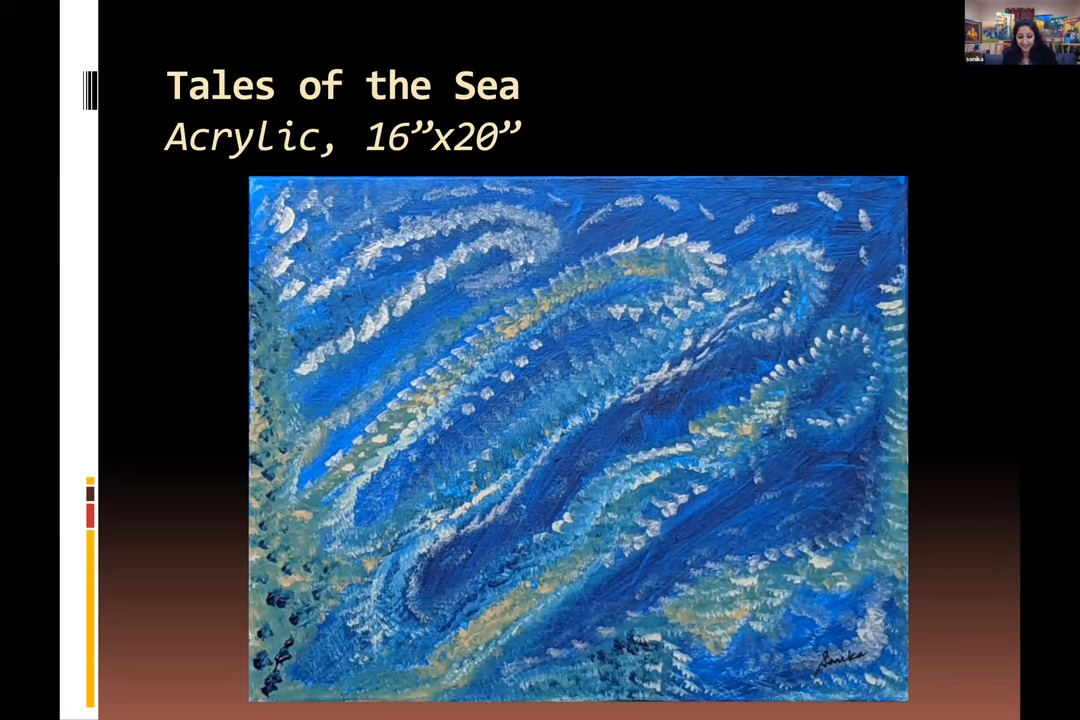 sonika
Tales of the Sea
Acrylic, 16”x20”
Sonika